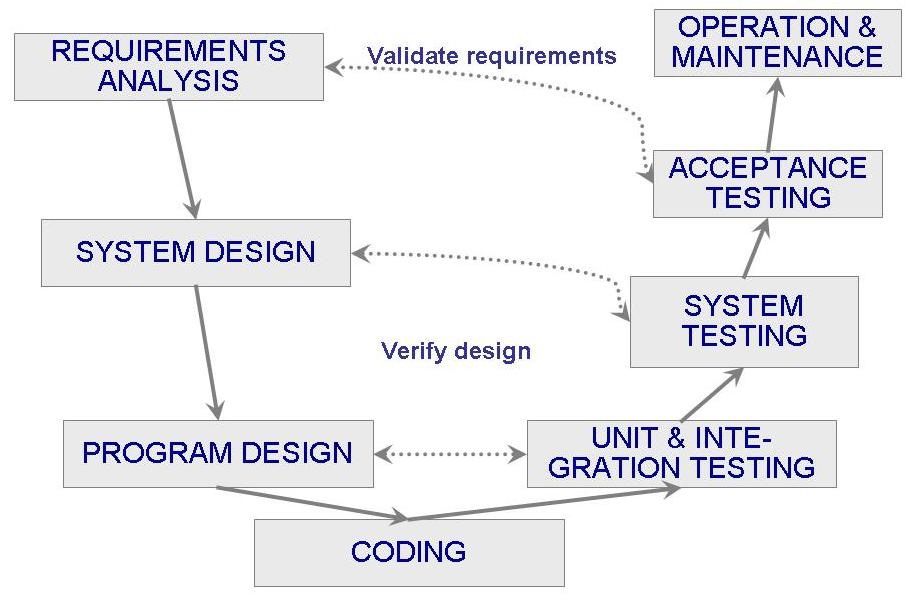 REQUIREMENTS
ANALYSIS
Validate requirements
OPERATION &
MAINTENANCE
ACCEPTANCE
TESTING
SYSTEM DESIGN
SYSTEM
TESTING
Verify design
PROGRAM DESIGN
UNIT & INTE-
GRATION TESTING
CODING